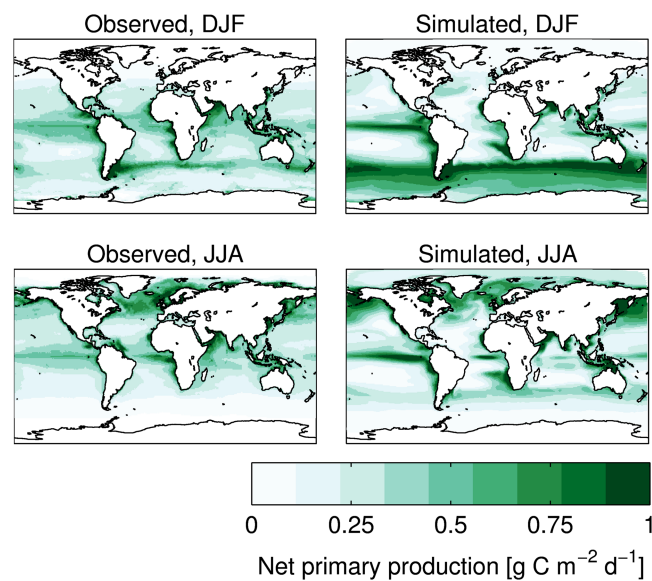 Observed, DJF
Simulated, DJF
Observed, JJA
Simulated, JJA
0 0.25 0.5 0.75 1
Net primary production [g C m⁻² d⁻¹]